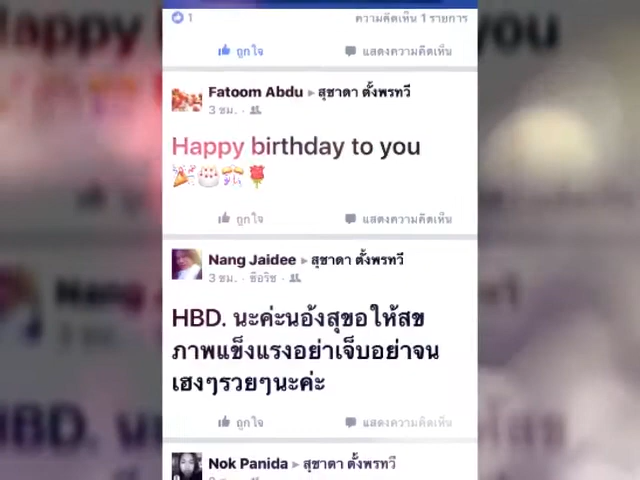 1 ความคิดเห็น 1 รายการ
ถูกใจ แสดงความคิดเห็น
Fatoom Abdu ▸ สุชาดา ตั้งพรทวี
3 ชม. ·
Happy birthday to you
🎉🎂🎊🌹
ถูกใจ แสดงความคิดเห็น
Nang Jaidee ▸ สุชาดา ตั้งพรทวี
3 ชม. · ซือริช ·
HBD. นะค่ะนอ้งสุขอให้สข
ภาพแข็งแรงอย่าเจ็บอย่าจน
เฮงๆรวยๆนะค่ะ
ถูกใจ แสดงความคิดเห็น
Nok Panida ▸ สุชาดา ตั้งพรทวี